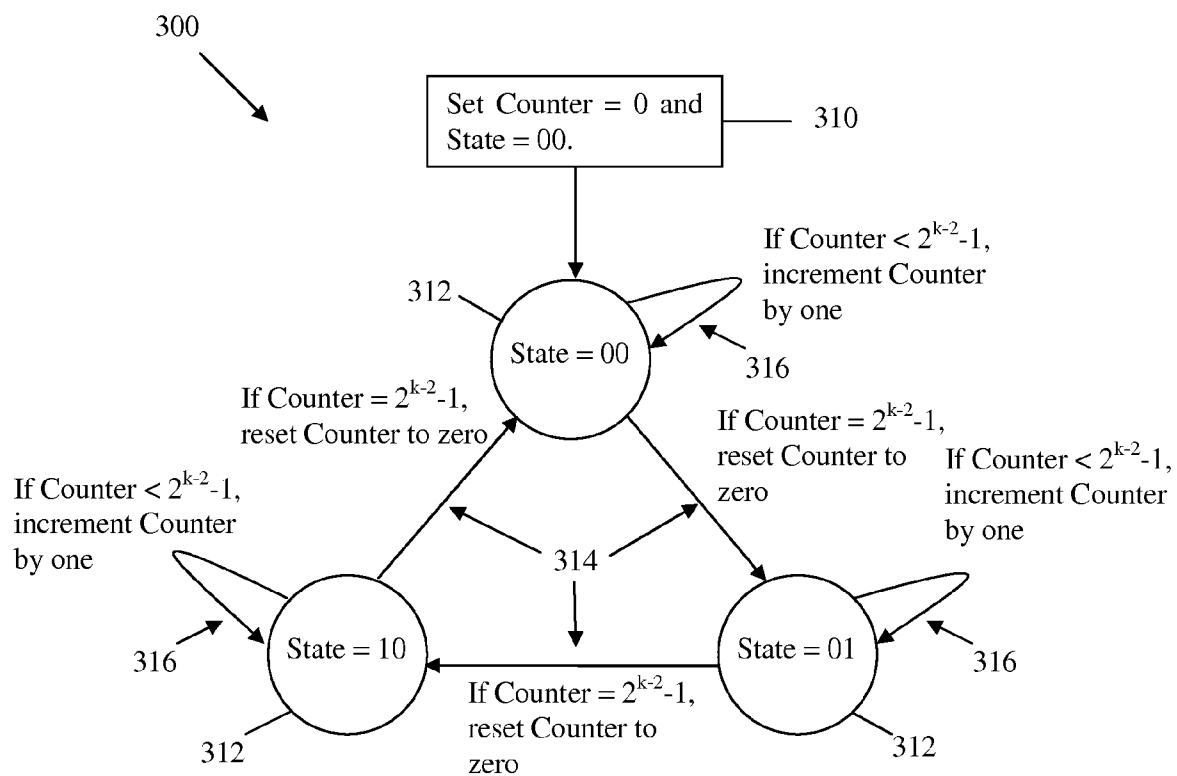 300
Set Counter = 0 and
State = 00.
310
If Counter < 2^{k-2}-1,
increment Counter
by one
312
State = 00
316
If Counter = 2^{k-2}-1,
reset Counter to zero
If Counter = 2^{k-2}-1,
reset Counter to
zero
If Counter < 2^{k-2}-1,
increment Counter
by one
If Counter < 2^{k-2}-1,
increment Counter
by one
314
316
State = 10
State = 01
316
If Counter = 2^{k-2}-1,
reset Counter to
zero
312
312